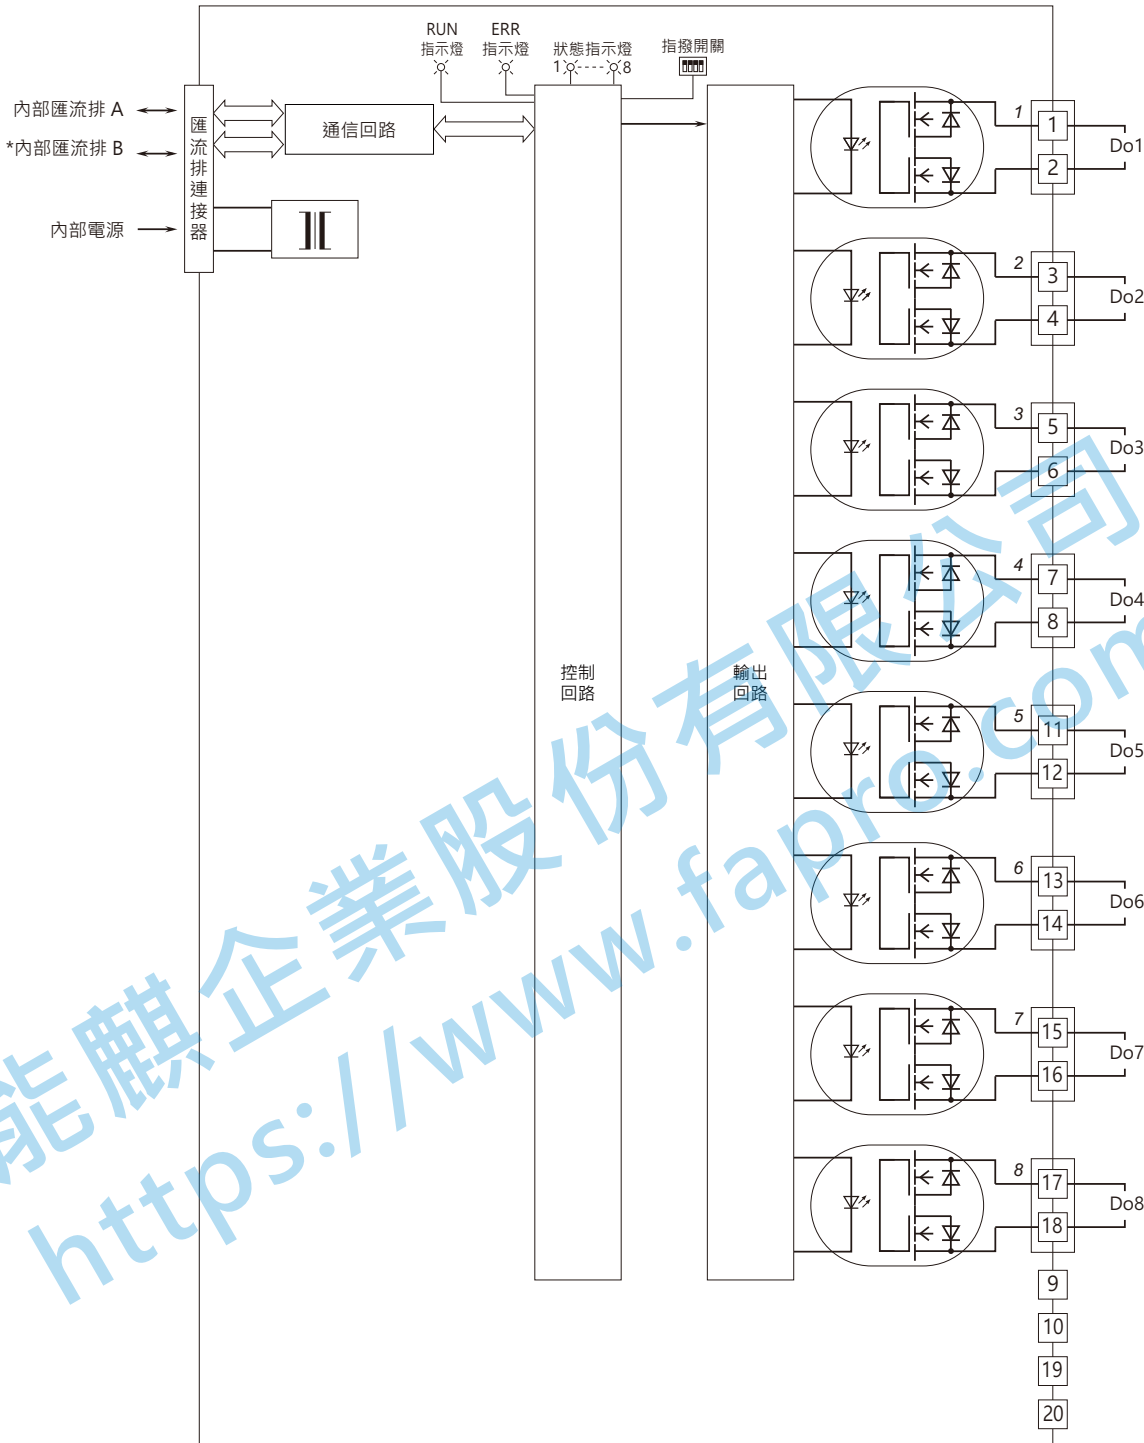 RUN
指示燈
ERR
指示燈
狀態指示燈
1
8
指撥開關
內部匯流排 A
*內部匯流排 B
內部電源
匯流排連接器
通信回路
控制
回路
輸出
回路
1
1
2
Do1
2
3
4
Do2
3
5
6
Do3
4
7
8
Do4
5
11
12
Do5
6
13
14
Do6
7
15
16
Do7
8
17
18
Do8
9
10
19
20
能麒企業股份有限公司
https://www.fapro.com